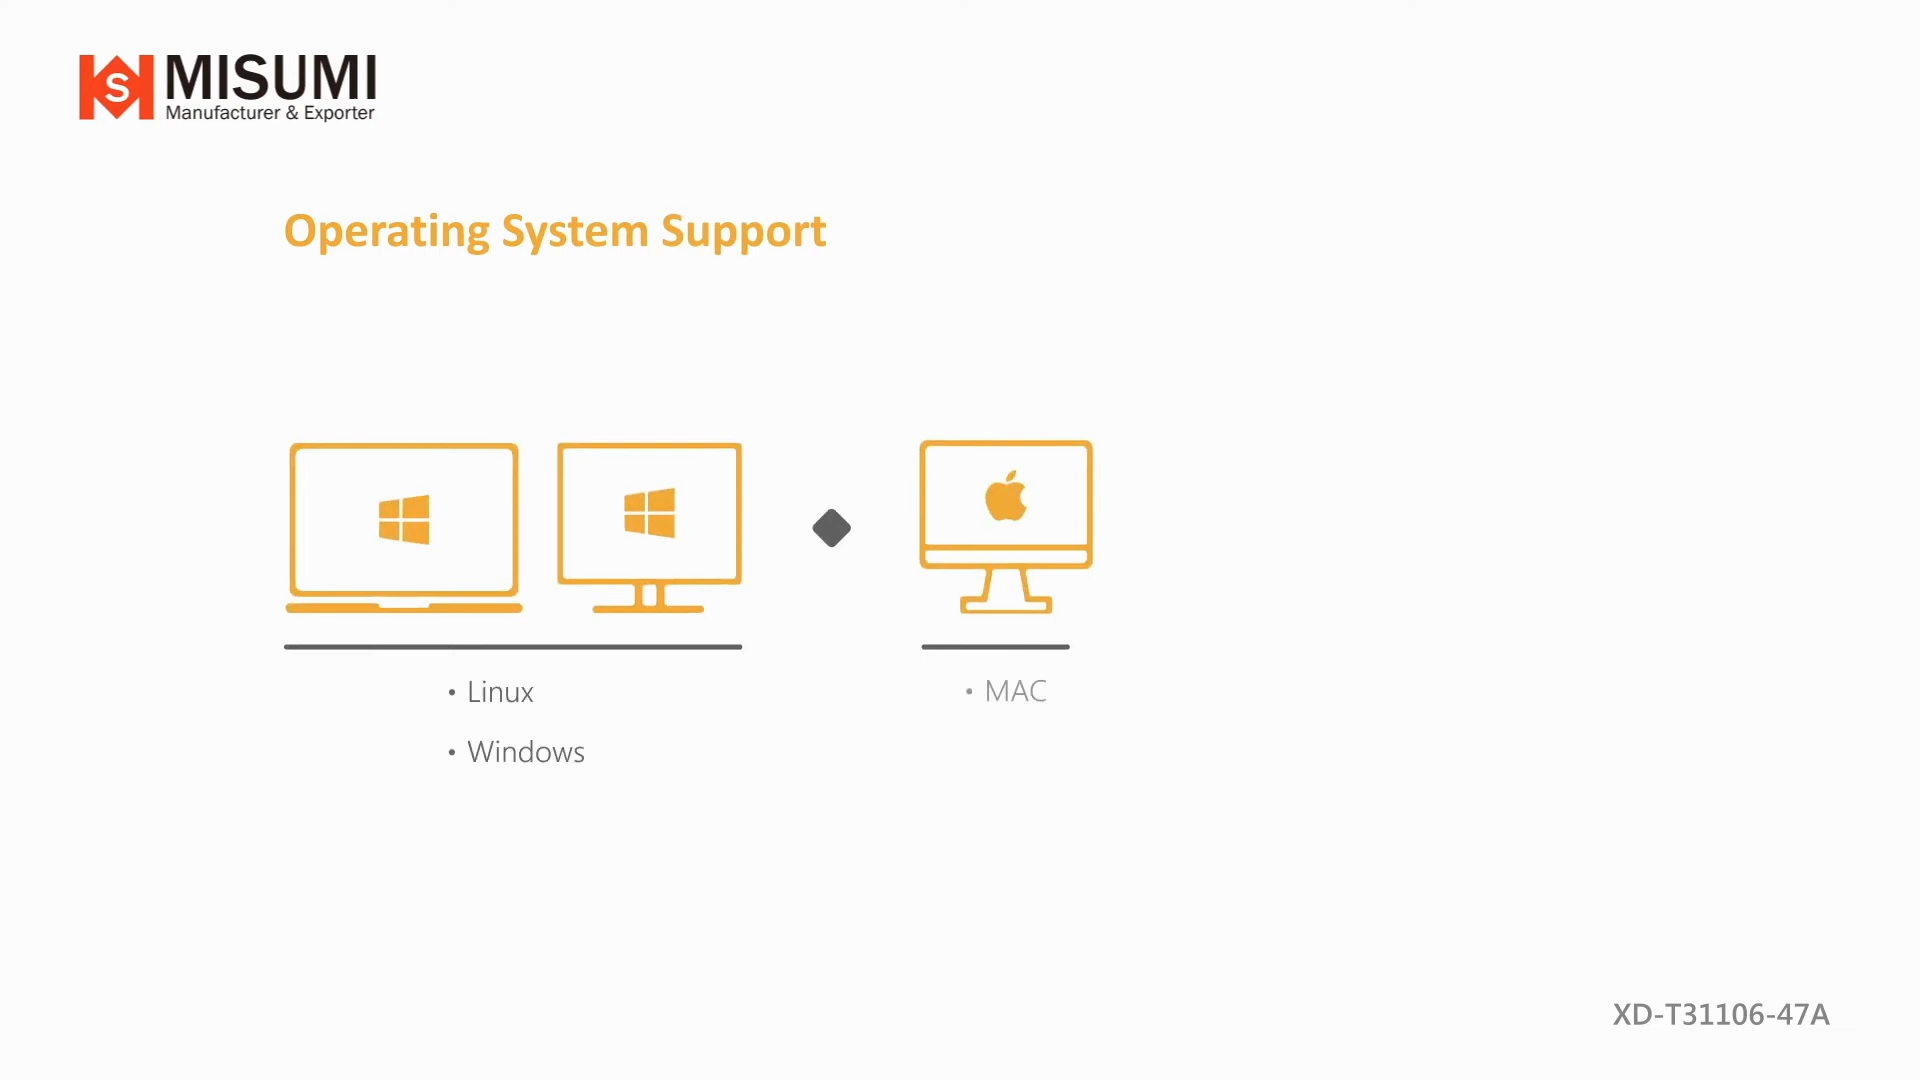 S MISUMI
Manufacturer & Exporter
Operating System Support
• Linux
• Windows
• MAC
XD-T31106-47A